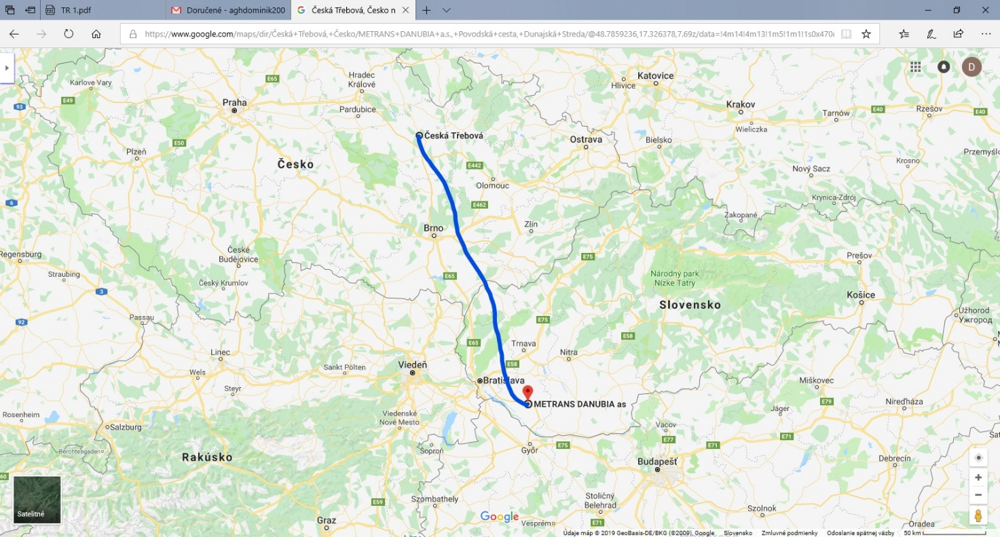 TR 1.pdf
Doručené - aghdominik200
Česká Třebová, Česko n
https://www.google.com/maps/dir/Česká+Třebová,+Česko/METRANS+DANUBIA+a.s.,+Povodská+cesta,+Dunajská+Streda/@48.7859236,17.326378,7.69z/data=!4m14!4m13!1m5!1m1!1s0x470
D
Karlove Vary
E65
Hradec
Králové
Katovice
Hlivice
E49
93
Praha
Pardubice
Krakov
Tarnów
E40
Rzešov
E40
Wieliczka
Česká Třebová
Ostrava
Bielsko
E50
Plzeň
Przemyśl
Česko
E442
Krosno
Nový Sacz
Olomouc
6
E462
Krynica-Zdrój
Zakopané
Brno
Zlín
Regensburg
České
Budějovice
E75
Prešov
Straubing
E65
Národný park
Nízke Tatry
Český Krumlov
3
Košice
Slovensko
Užhorod
Ужгород
Passau
92
E75
E65
Trnava
E58
Linec
Nitra
Viedeň
E58
Sankt Pölten
Wels
Bratislava
Miškovec
Steyr
E79
METRANS DANUBIA as
Níreďháza
Jáger
Rosenheim
Viedenské
Nové Mesto
Salzburg
Vacov
E71
E77
E71
Berchtesgaden
Šoproň
Győr
E75
Rakúsko
Budapešť
Debrecín
60
Satelitné
E59
Szombathely
Stoličný
Belehrad
Szolnok
Google
Graz
Vesprém
E71
Oradea
Údaje máp © 2019 GeoBasis-DE/BKG (©2009), Google Slovensko Zmluvné podmienky Odoslanie spätnej väzby 50 km